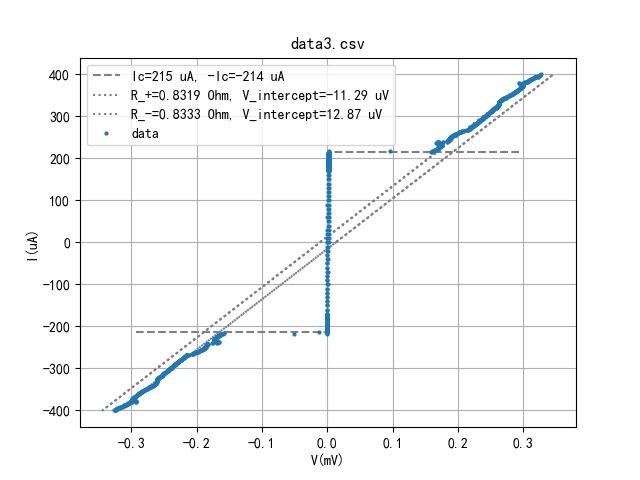 data3.csv
Ic=215 uA, -Ic=-214 uA
R_+=0.8319 Ohm, V_intercept=-11.29 uV
R_-=0.8333 Ohm, V_intercept=12.87 uV
data
400
300
200
100
0
-100
-200
-300
-400
I(uA)
-0.3 -0.2 -0.1 0.0 0.1 0.2 0.3
V(mV)